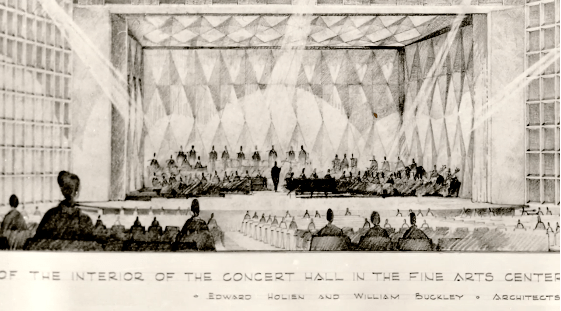 OF THE INTERIOR OF THE CONCERT HALL IN THE FINE ARTS CENTER
• EDWARD HOLIEN AND WILLIAM BUCKLEY • ARCHITECTS